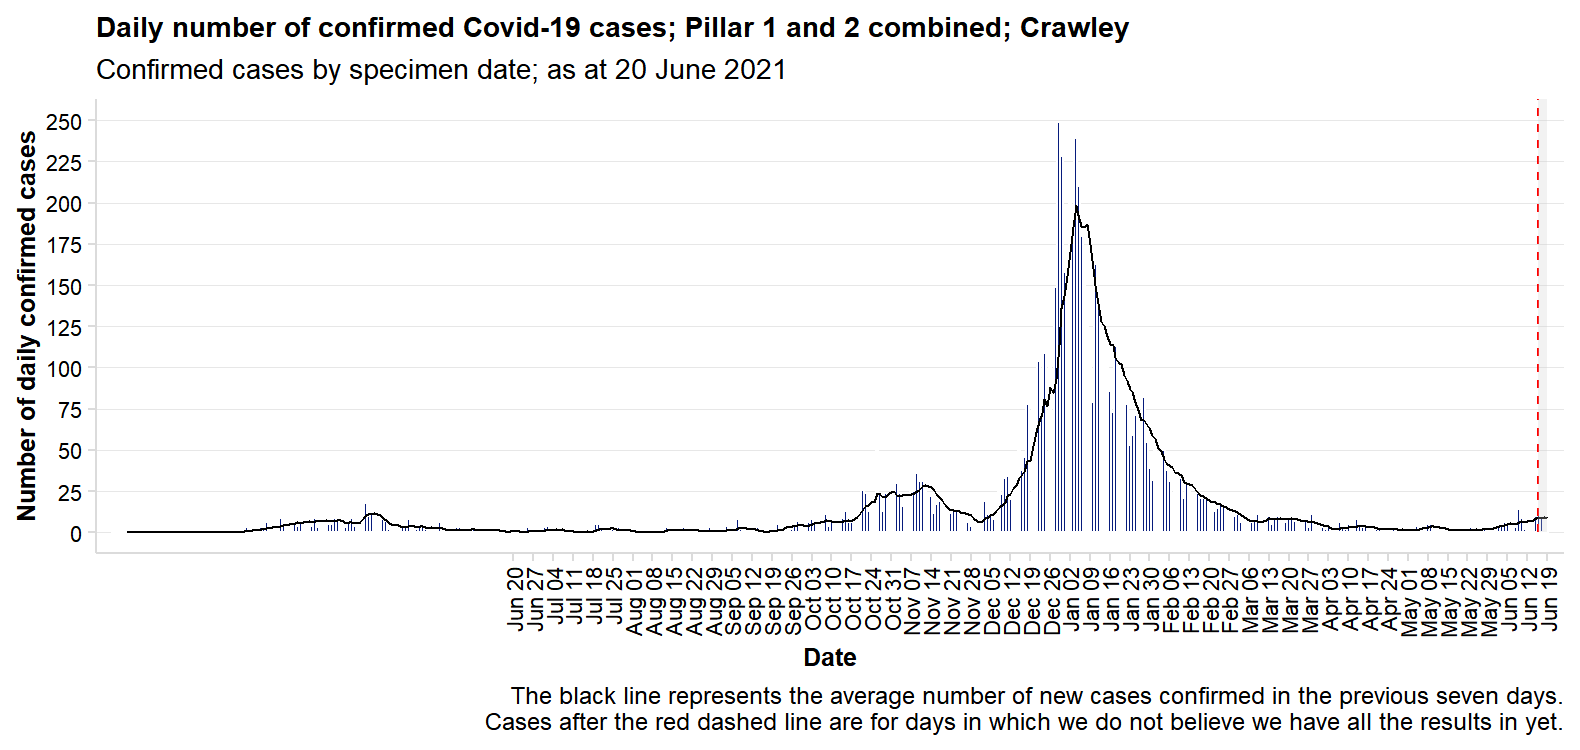 Daily number of confirmed Covid-19 cases; Pillar 1 and 2 combined; Crawley
Confirmed cases by specimen date; as at 20 June 2021
Number of daily confirmed cases
250
225
200
175
150
125
100
75
50
25
0
Jun 20
Jun 27
Jul 04
Jul 11
Jul 18
Jul 25
Aug 01
Aug 08
Aug 15
Aug 22
Aug 29
Sep 05
Sep 12
Sep 19
Sep 26
Oct 03
Oct 10
Oct 17
Oct 24
Oct 31
Nov 07
Nov 14
Nov 21
Nov 28
Dec 05
Dec 12
Dec 19
Dec 26
Jan 02
Jan 09
Jan 16
Jan 23
Jan 30
Feb 06
Feb 13
Feb 20
Feb 27
Mar 06
Mar 13
Mar 20
Mar 27
Apr 03
Apr 10
Apr 17
Apr 24
May 01
May 08
May 15
May 22
May 29
Jun 05
Jun 12
Jun 19
Date
The black line represents the average number of new cases confirmed in the previous seven days.
Cases after the red dashed line are for days in which we do not believe we have all the results in yet.